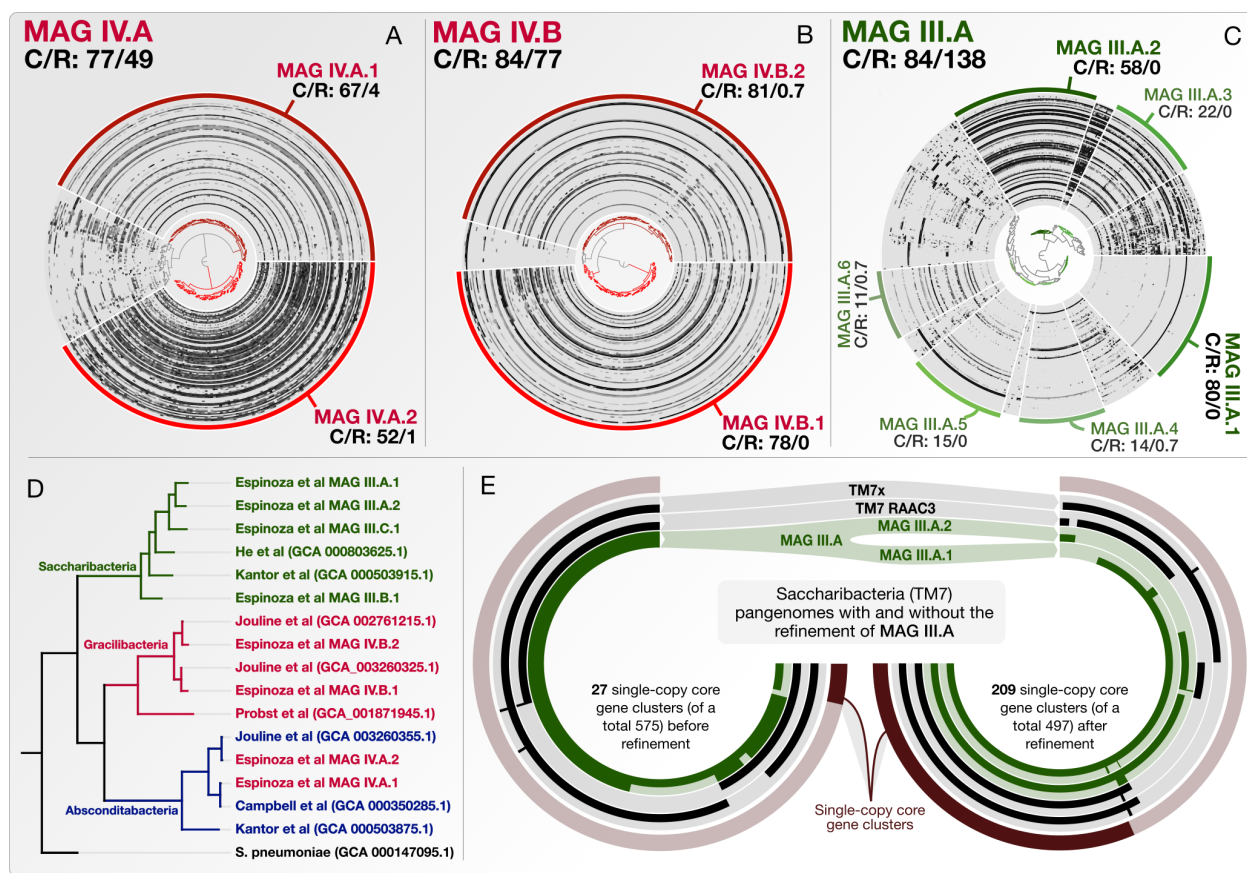 MAG IV.A
C/R: 77/49
A
MAG IV.A.1
C/R: 67/4
MAG IV.A.2
C/R: 52/1
MAG IV.B
C/R: 84/77
B
MAG IV.B.2
C/R: 81/0.7
MAG IV.B.1
C/R: 78/0
MAG III.A
C/R: 84/138
C
MAG III.A.2
C/R: 58/0
MAG III.A.3
C/R: 22/0
MAG III.A.6
C/R: 11/0.7
MAG III.A.1
C/R: 80/0
MAG III.A.5
C/R: 15/0
MAG III.A.4
C/R: 14/0.7
D
Espinoza et al MAG III.A.1
Espinoza et al MAG III.A.2
Espinoza et al MAG III.C.1
He et al (GCA 000803625.1)
Saccharibacteria
Kantor et al (GCA 000503915.1)
Espinoza et al MAG III.B.1
Jouline et al (GCA 002761215.1)
Gracilibacteria
Espinoza et al MAG IV.B.2
Jouline et al (GCA_003260325.1)
Espinoza et al MAG IV.B.1
Probst et al (GCA_001871945.1)
Jouline et al (GCA 003260355.1)
Espinoza et al MAG IV.A.2
Espinoza et al MAG IV.A.1
Absconditabacteria
Campbell et al (GCA 000350285.1)
Kantor et al (GCA 000503875.1)
S. pneumoniae (GCA 000147095.1)
E
TM7x
TM7 RAAC3
MAG III.A.2
MAG III.A
MAG III.A.1
Saccharibacteria (TM7)
pangenomes with and without the
refinement of MAG III.A
27 single-copy core
gene clusters (of a
total 575) before
refinement
209 single-copy core
gene clusters (of a
total 497) after
refinement
Single-copy core
gene clusters